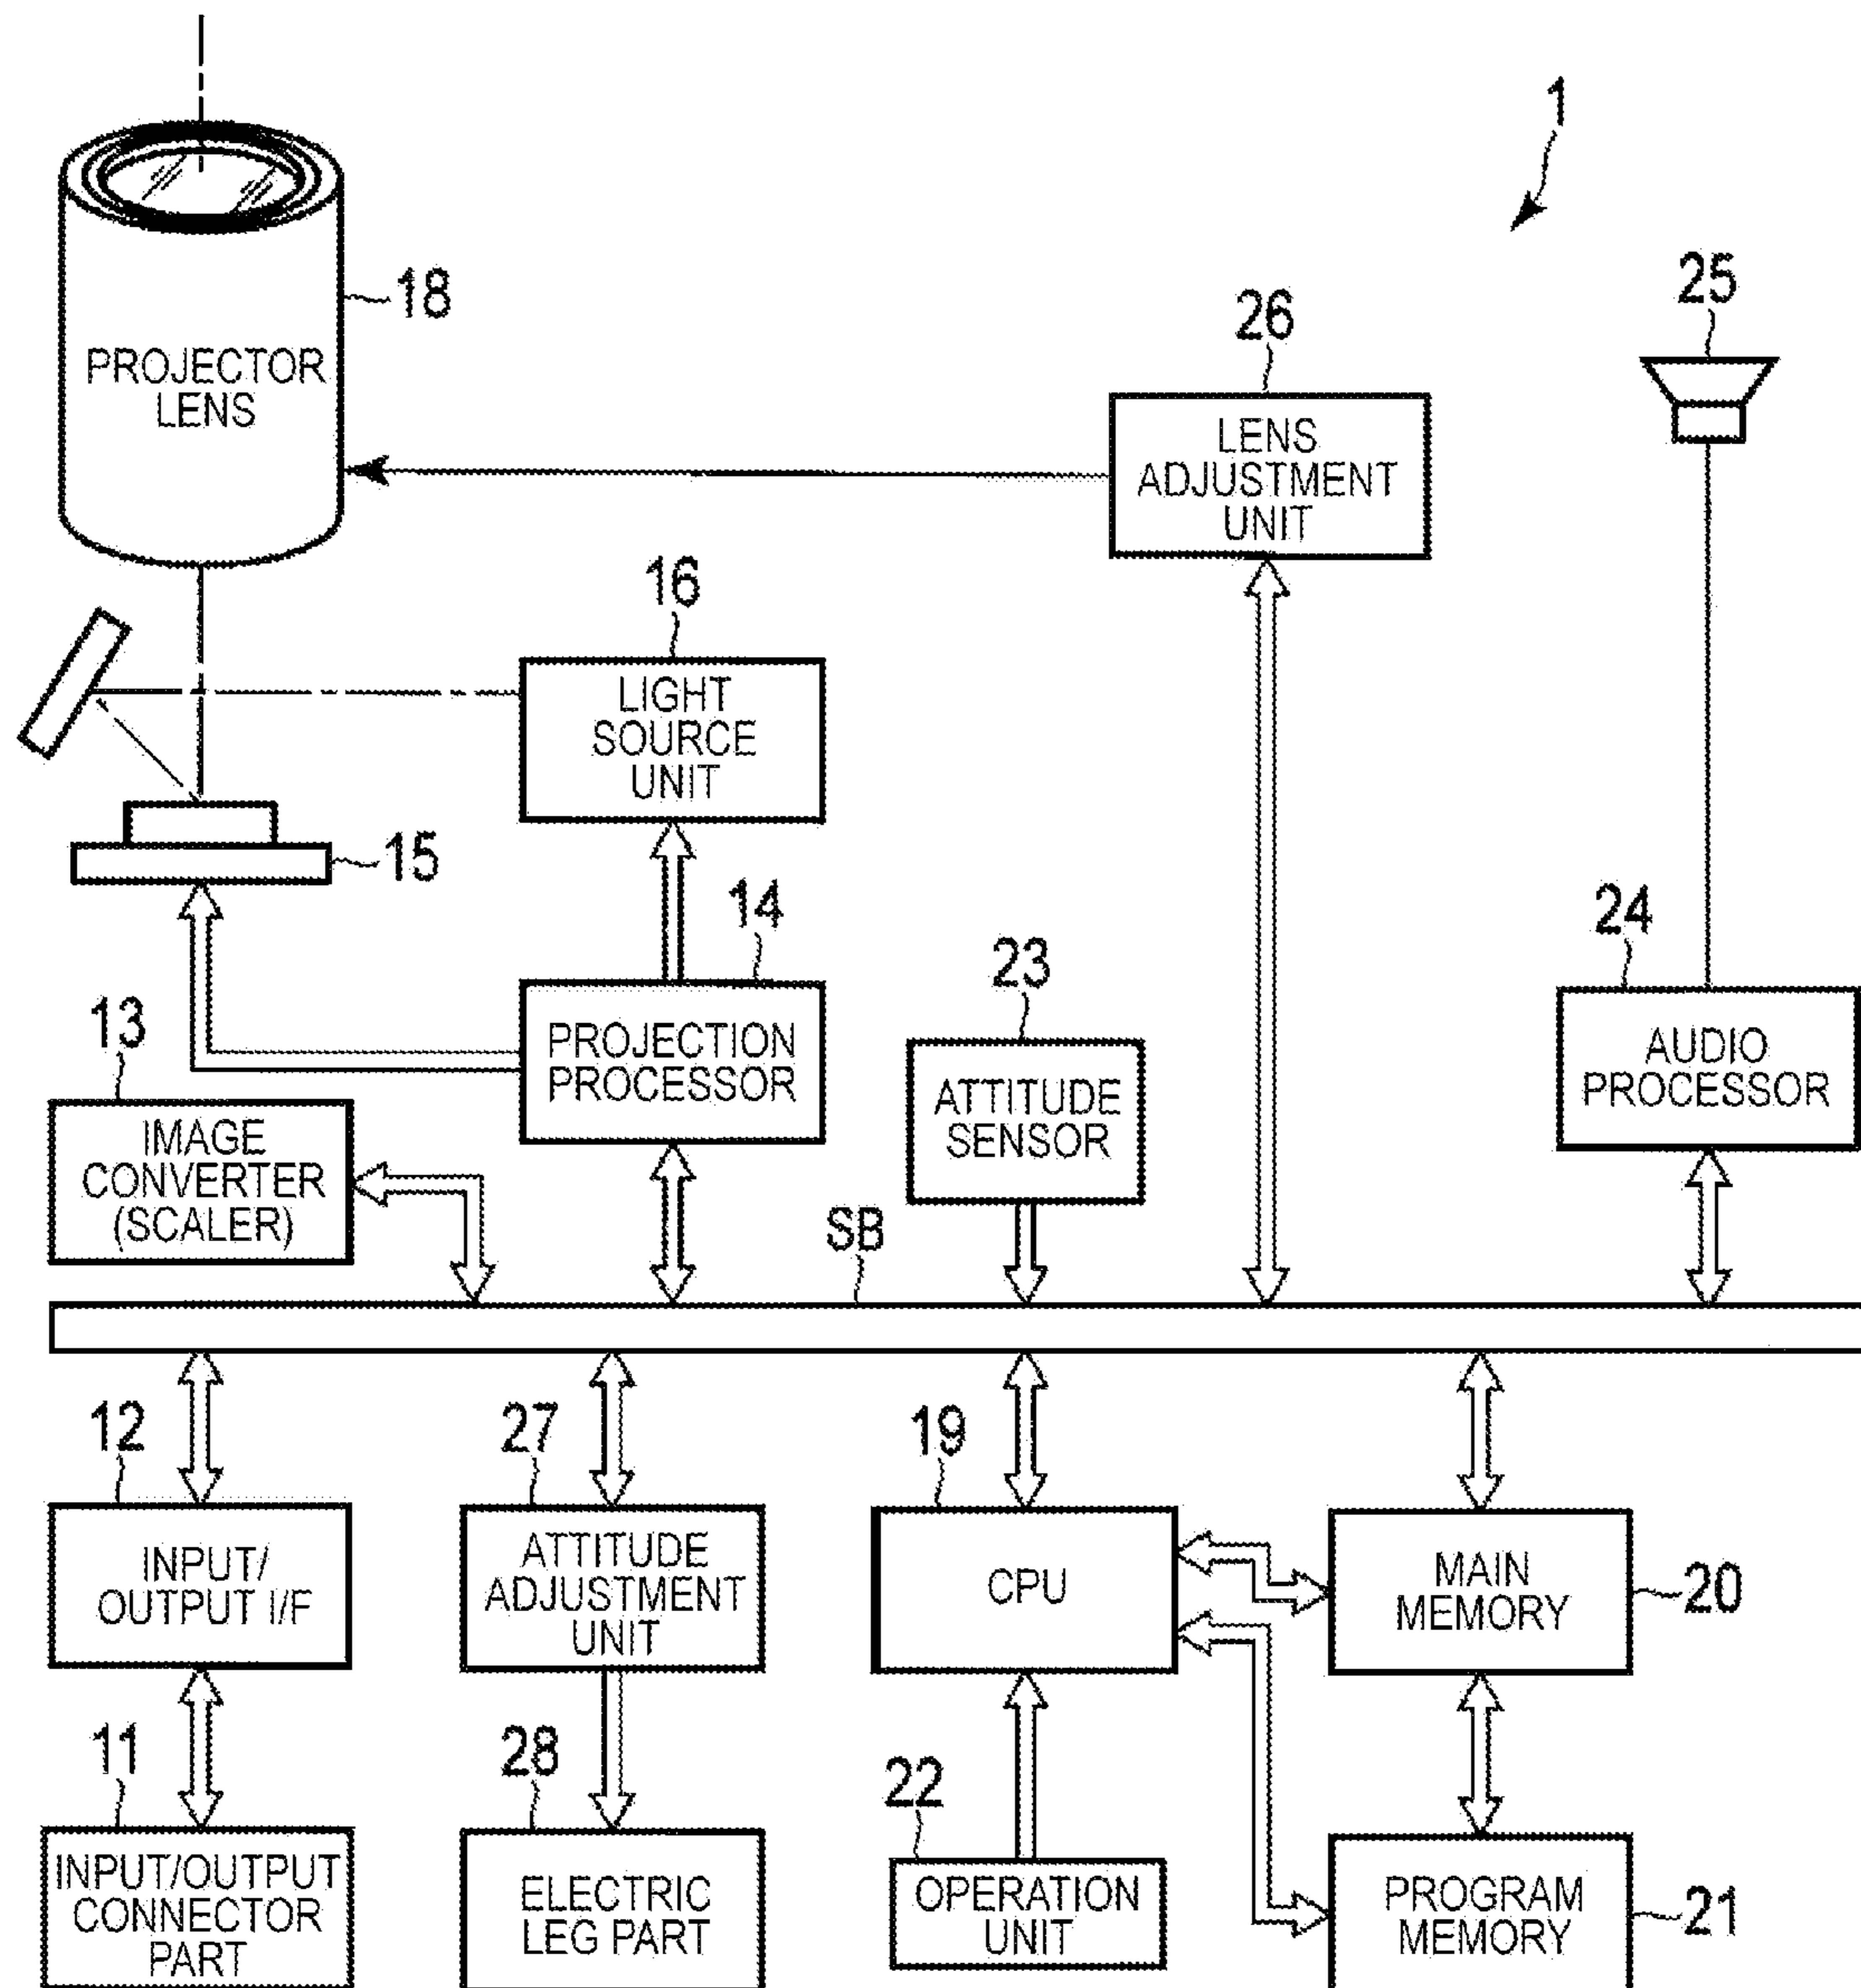 1
18
PROJECTOR
LENS
25
26
LENS
ADJUSTMENT
UNIT
16
LIGHT
SOURCE
UNIT
15
14
PROJECTION
PROCESSOR
23
ATTITUDE
SENSOR
24
AUDIO
PROCESSOR
13
IMAGE
CONVERTER
(SCALER)
SB
12
INPUT/
OUTPUT I/F
27
ATTITUDE
ADJUSTMENT
UNIT
19
CPU
MAIN
MEMORY
20
11
INPUT/OUTPUT
CONNECTOR
PART
28
ELECTRIC
LEG PART
22
OPERATION
UNIT
PROGRAM
MEMORY
21